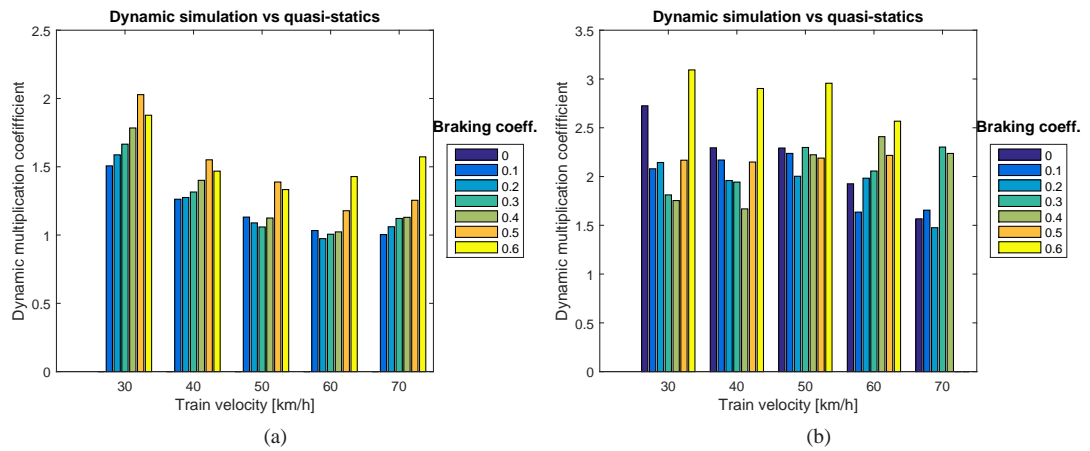 Dynamic simulation vs quasi-statics
2.5
2
1.5
1
0.5
0
Dynamic multiplication coefifficient
30 40 50 60 70
Train velocity [km/h]
Braking coeff.
0
0.1
0.2
0.3
0.4
0.5
0.6
(a)
Dynamic simulation vs quasi-statics
3.5
3
2.5
2
1.5
1
0.5
0
Dynamic multiplication coefifficient
30 40 50 60 70
Train velocity [km/h]
Braking coeff.
0
0.1
0.2
0.3
0.4
0.5
0.6
(b)